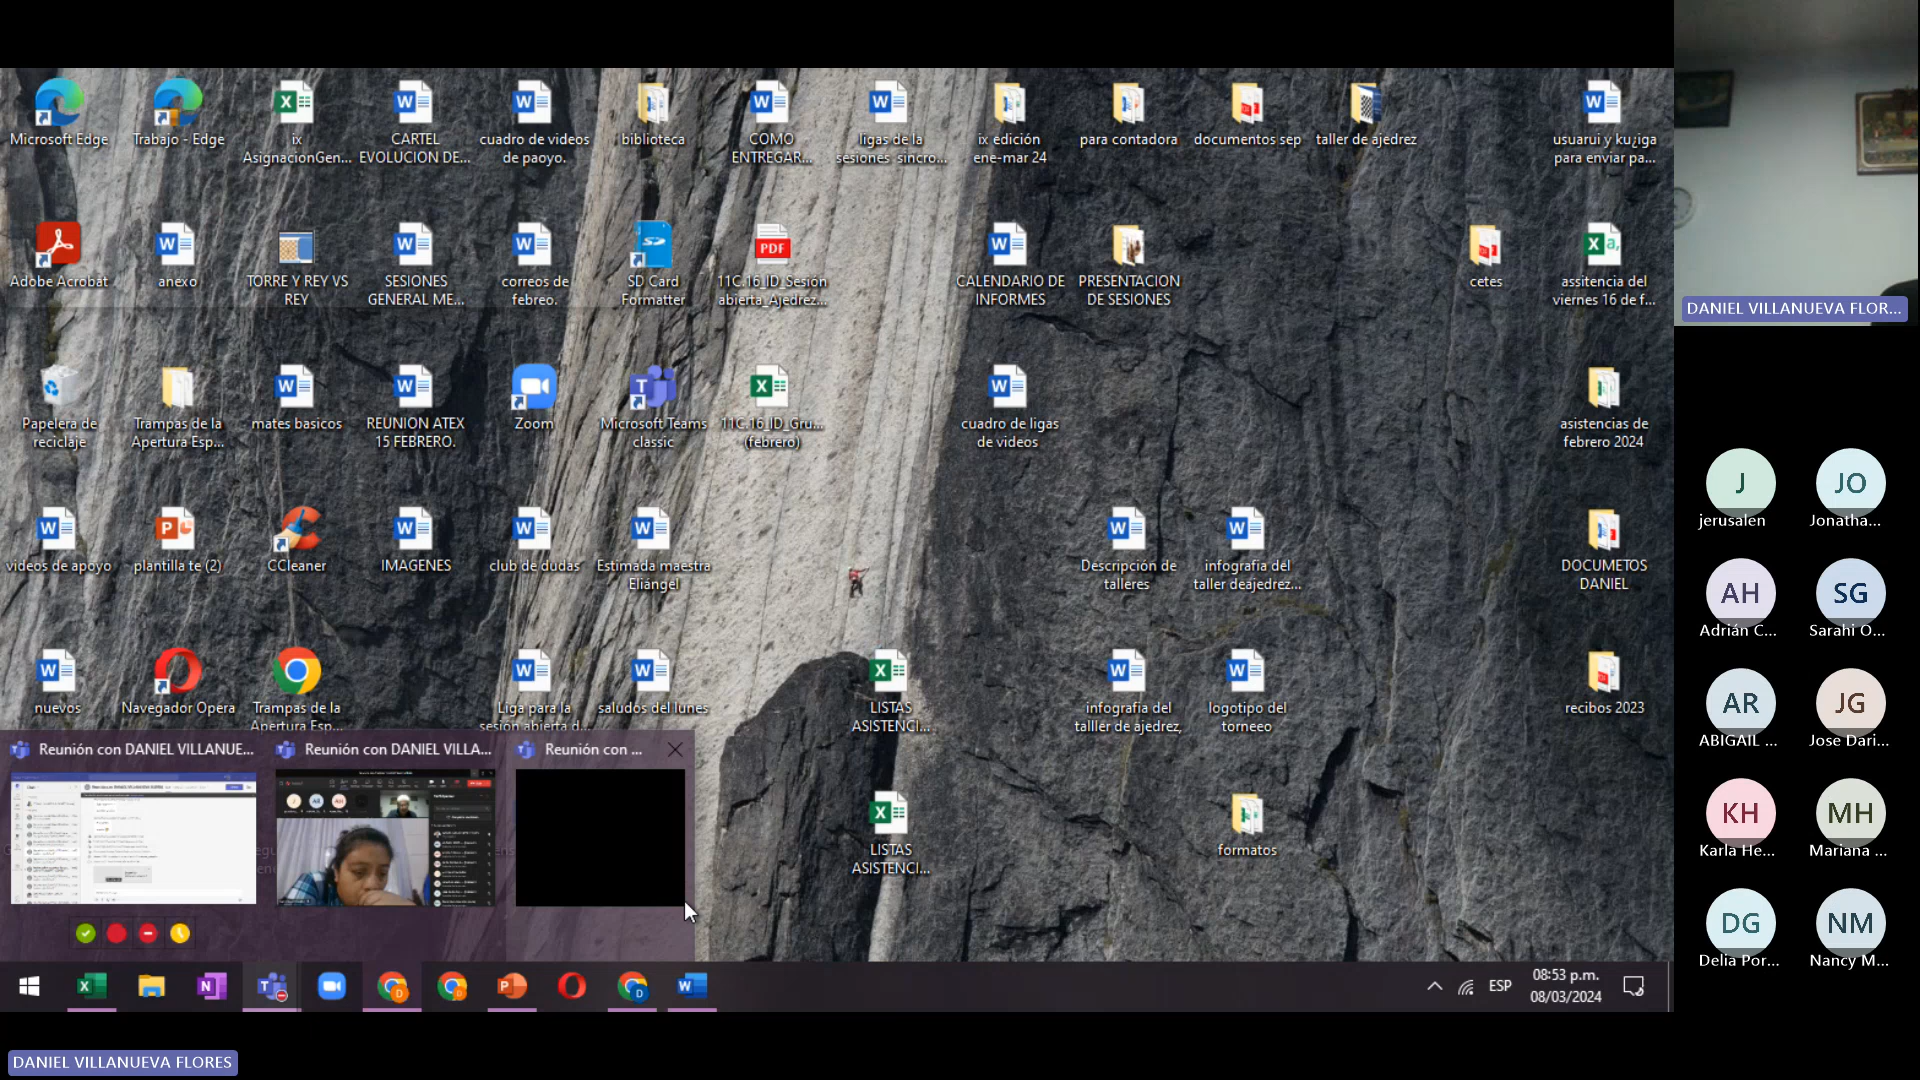 Microsoft Edge
Trabajo - Edge
ix
AsignacionGen...
CARTEL
EVOLUCION DE...
cuadro de videos
de paoyo.
biblioteca
COMO
ENTREGAR...
ligas de la
sesiones sincro...
ix edición
ene-mar 24
para contadora
documentos sep
taller de ajedrez
usuarui y ku¿iga
para enviar pa...
DANIEL VILLANUEVA FLOR...
Adobe Acrobat
anexo
TORRE Y REY VS
REY
SESIONES
GENERAL ME...
correos de
febreo.
SD Card
Formatter
PDF
11C.16_ID_Sesión
abierta_Ajedrez...
CALENDARIO DE
INFORMES
PRESENTACION
DE SESIONES
cetes
assitencia del
viernes 16 de f...
Papelera de
reciclaje
Trampas de la
Apertura Esp...
mates basicos
REUNION ATEX
15 FEBRERO.
Zoom
Microsoft Teams
classic
11C.16_ID_Gru...
(febrero)
cuadro de ligas
de videos
asistencias de
febrero 2024
videos de apoyo
plantilla te (2)
CCleaner
IMAGENES
club de dudas
Estimada maestra
Eliángel
Descripción de
talleres
infografia del
taller deajedrez...
DOCUMETOS
DANIEL
nuevos
Navegador Opera
Trampas de la
Apertura Esp...
Liga para la
sesión abierta d...
saludos del lunes
LISTAS
ASISTENCI...
infografia del
talller de ajedrez,
logotipo del
torneeo
recibos 2023
LISTAS
ASISTENCI...
formatos
Reunión con DANIEL VILLANUE...
Reunión con DANIEL VILLA...
Reunión con ...
J
jerusalen
JO
Jonatha...
AH
Adrián C...
SG
Sarahi O...
AR
ABIGAIL ...
JG
Jose Dari...
KH
Karla He...
MH
Mariana ...
DG
Delia Por...
NM
Nancy M...
ESP
08:53 p.m.
08/03/2024
DANIEL VILLANUEVA FLORES